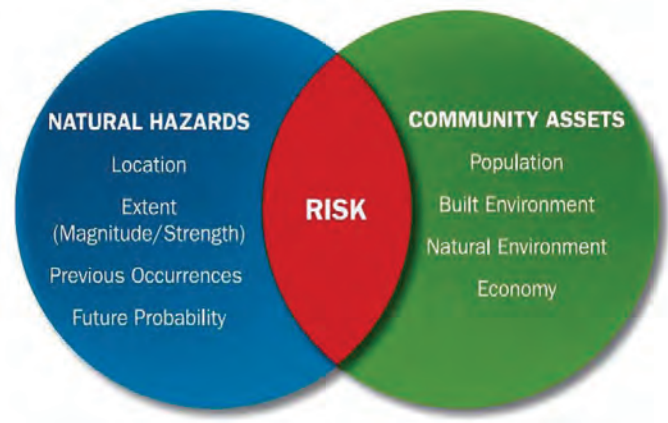 NATURAL HAZARDS
Location
Extent
(Magnitude/Strength)
Previous Occurrences
Future Probability
RISK
COMMUNITY ASSETS
Population
Built Environment
Natural Environment
Economy